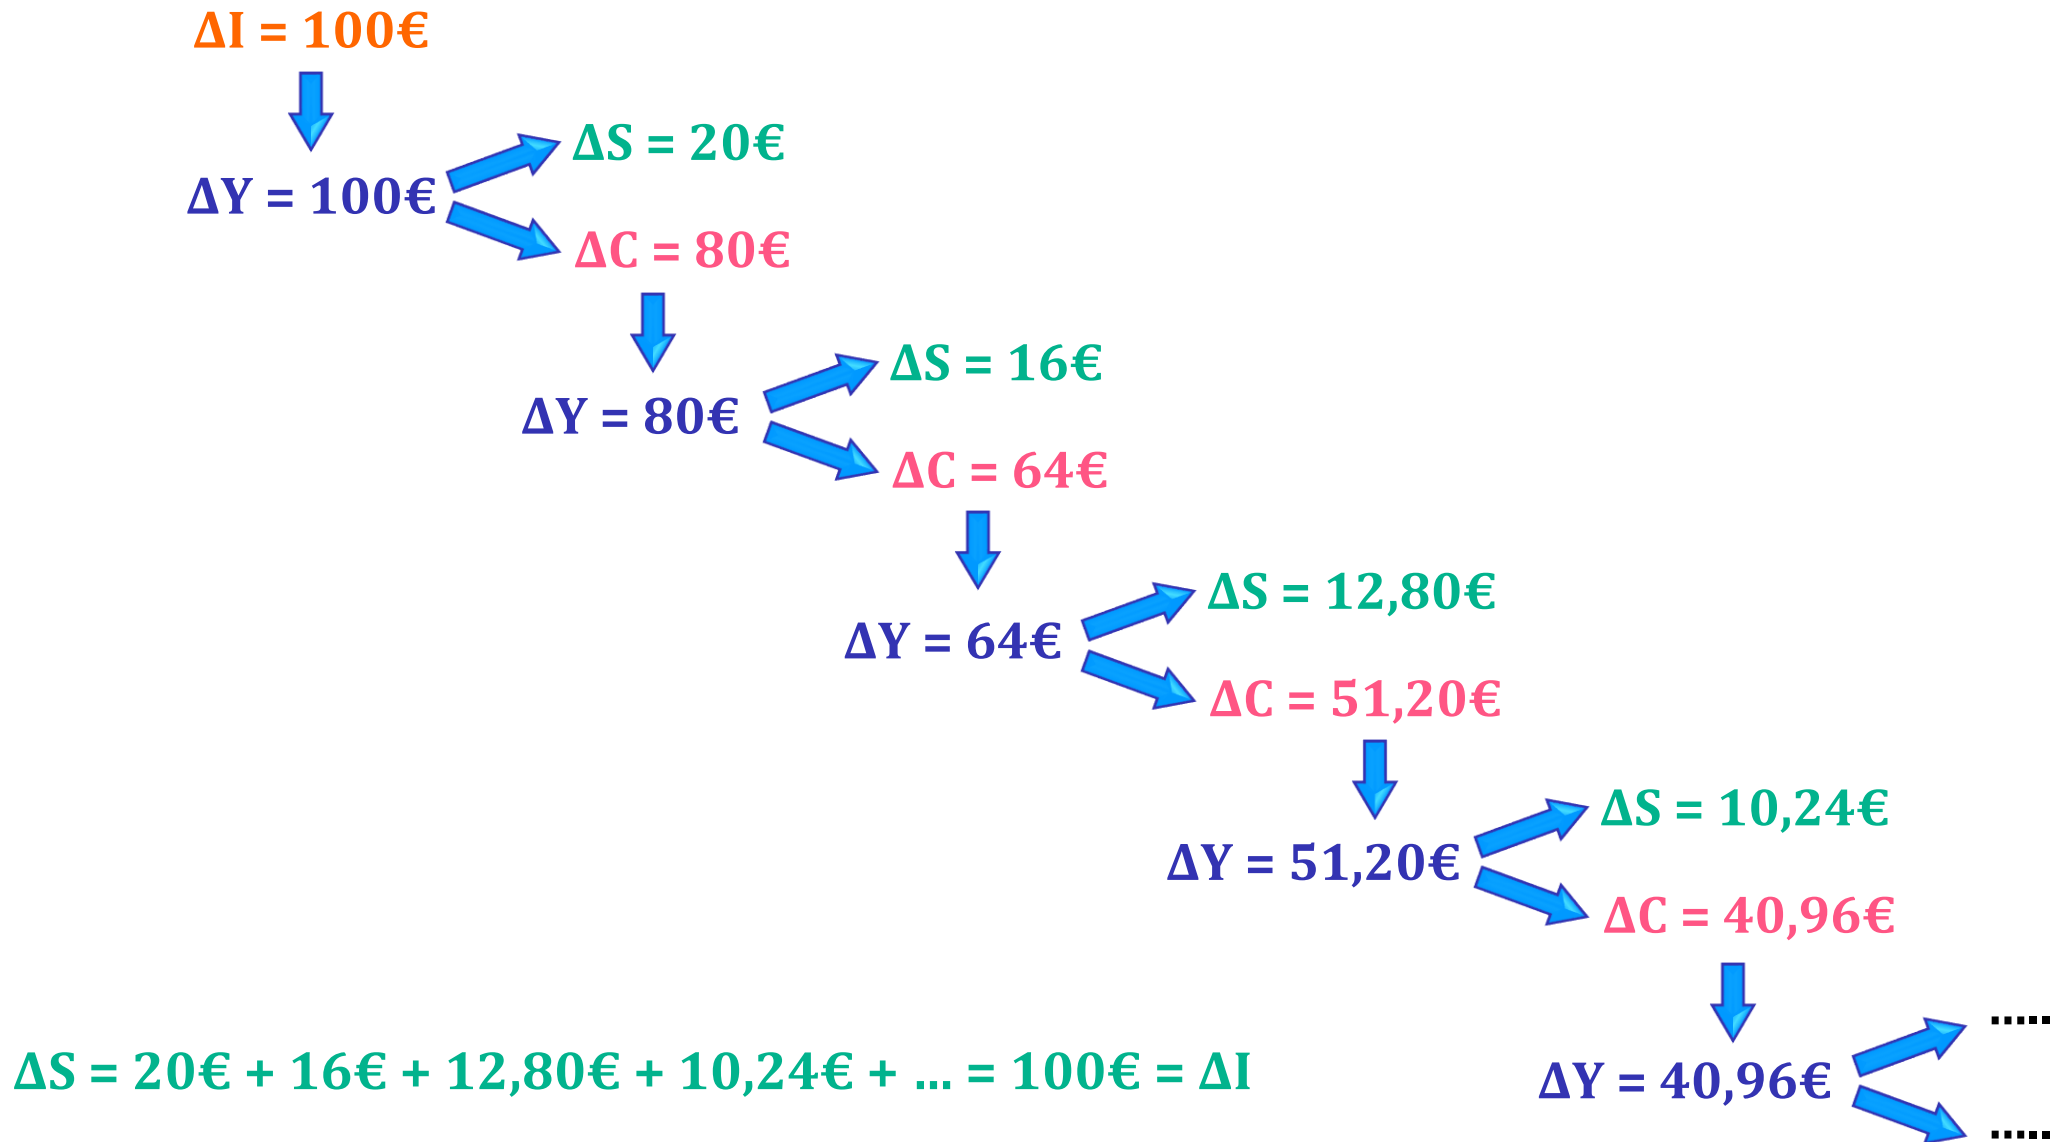 ΔI = 100€
ΔS = 20€
ΔY = 100€
ΔC = 80€
ΔS = 16€
ΔY = 80€
ΔC = 64€
ΔS = 12,80€
ΔY = 64€
ΔC = 51,20€
ΔS = 10,24€
ΔY = 51,20€
ΔC = 40,96€
.....
ΔY = 40,96€
.....
ΔS = 20€ + 16€ + 12,80€ + 10,24€ + ... = 100€ = ΔI